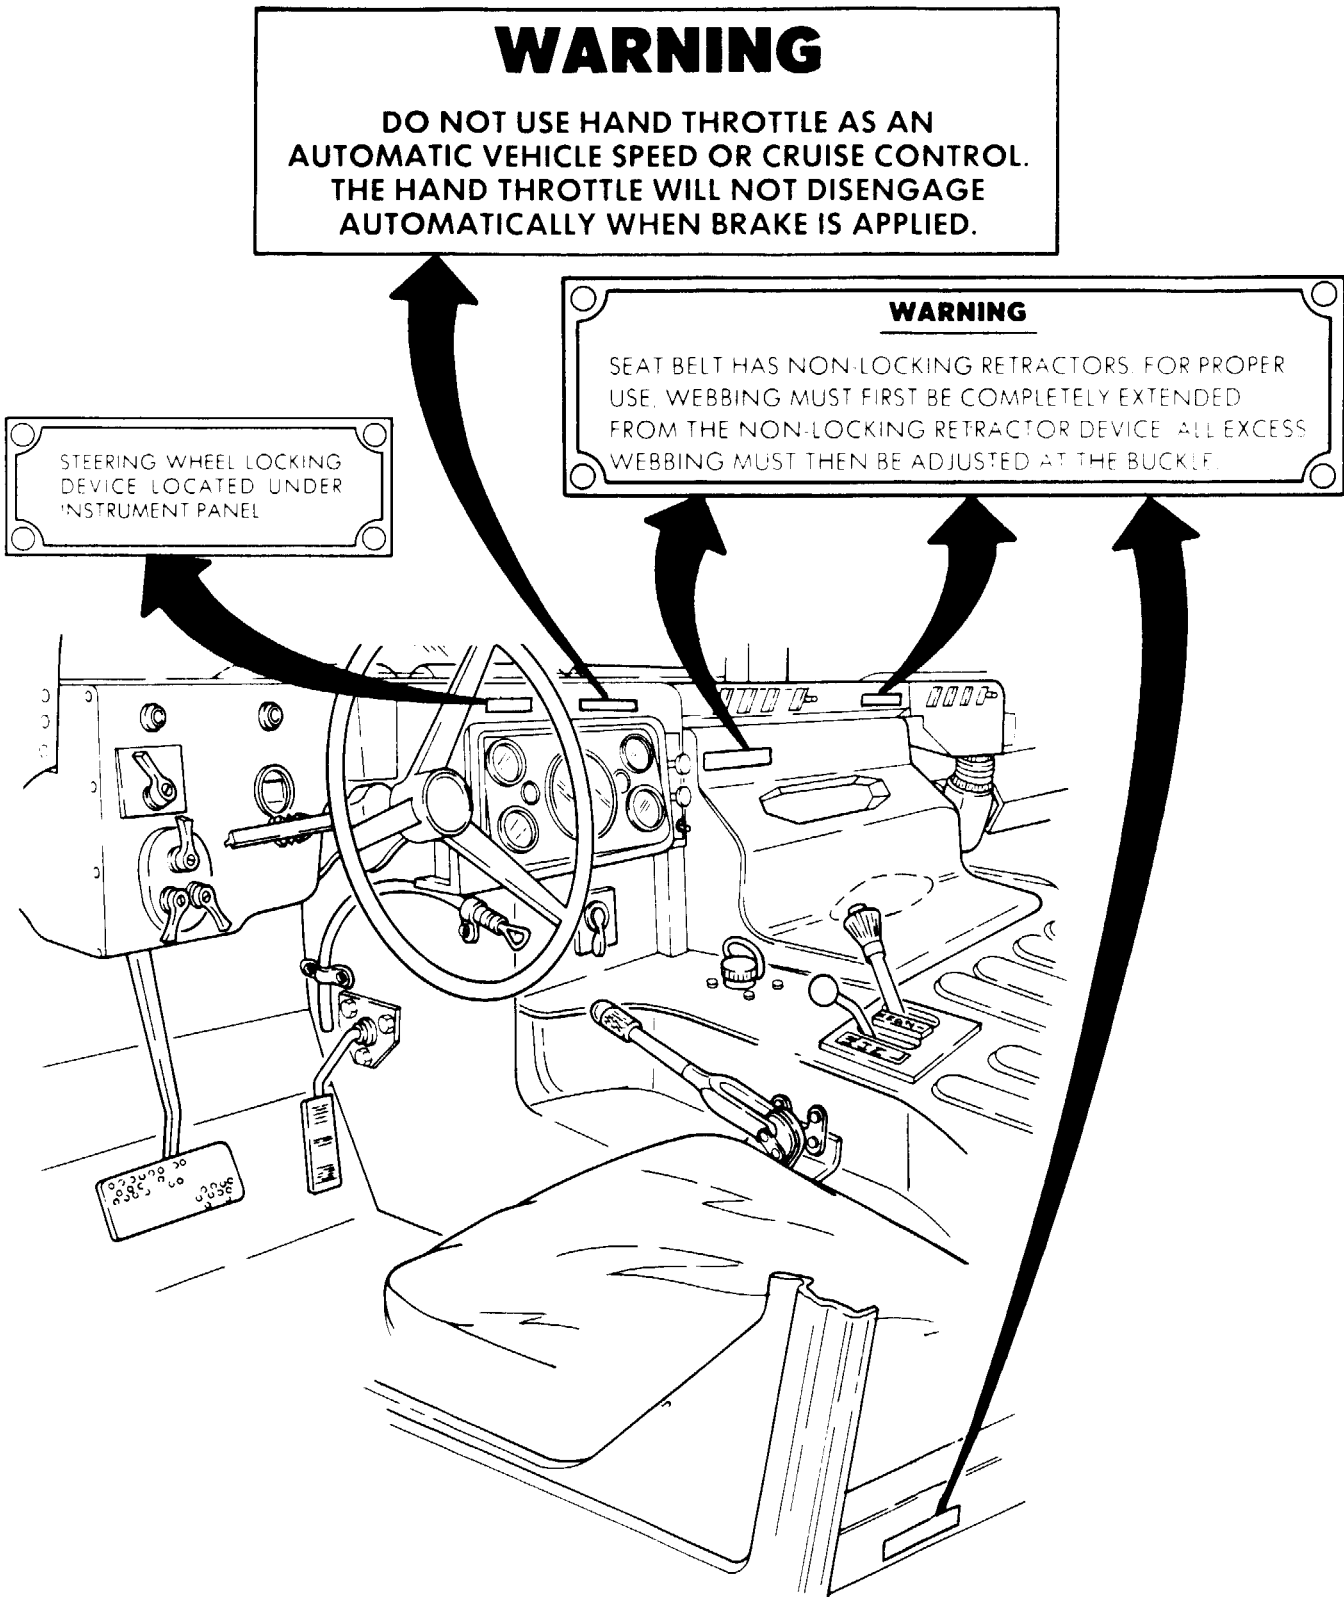 WARNING
DO NOT USE HAND THROTTLE AS AN
AUTOMATIC VEHICLE SPEED OR CRUISE CONTROL.
THE HAND THROTTLE WILL NOT DISENGAGE
AUTOMATICALLY WHEN BRAKE IS APPLIED.
WARNING
SEAT BELT HAS NON-LOCKING RETRACTORS. FOR PROPER
USE, WEBBING MUST FIRST BE COMPLETELY EXTENDED
FROM THE NON-LOCKING RETRACTOR DEVICE. ALL EXCESS
WEBBING MUST THEN BE ADJUSTED AT THE BUCKLE.
STEERING WHEEL LOCKING
DEVICE LOCATED UNDER
INSTRUMENT PANEL